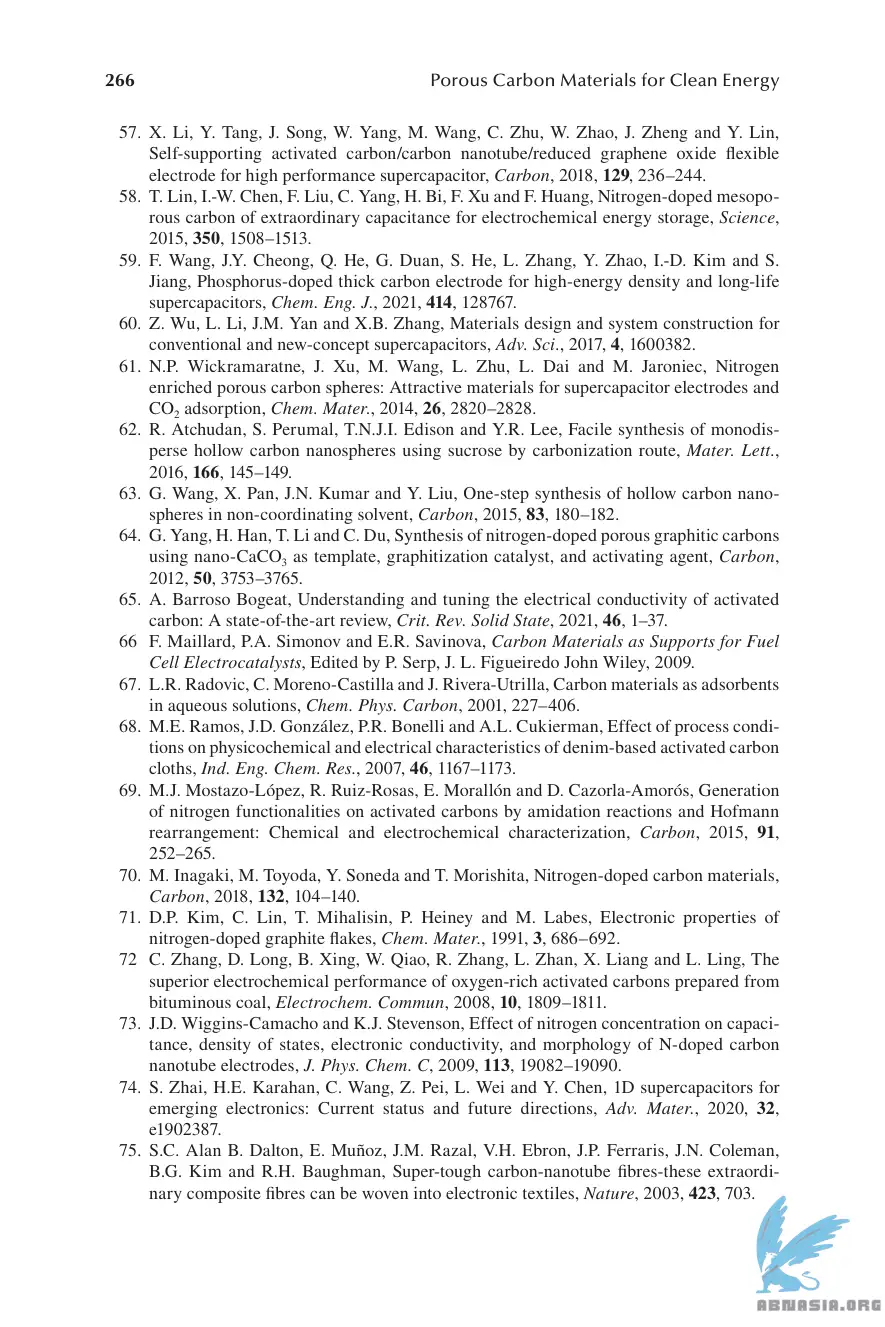 266
Porous Carbon Materials for Clean Energy
57. X. Li, Y. Tang, J. Song, W. Yang, M. Wang, C. Zhu, W. Zhao, J. Zheng and Y. Lin,
Self-supporting activated carbon/carbon nanotube/reduced graphene oxide flexible
electrode for high performance supercapacitor, Carbon, 2018, 129, 236–244.
58. T. Lin, I.-W. Chen, F. Liu, C. Yang, H. Bi, F. Xu and F. Huang, Nitrogen-doped mesopo-
rous carbon of extraordinary capacitance for electrochemical energy storage, Science,
2015, 350, 1508–1513.
59. F. Wang, J.Y. Cheong, Q. He, G. Duan, S. He, L. Zhang, Y. Zhao, I.-D. Kim and S.
Jiang, Phosphorus-doped thick carbon electrode for high-energy density and long-life
supercapacitors, Chem. Eng. J., 2021, 414, 128767.
60. Z. Wu, L. Li, J.M. Yan and X.B. Zhang, Materials design and system construction for
conventional and new-concept supercapacitors, Adv. Sci., 2017, 4, 1600382.
61. N.P. Wickramaratne, J. Xu, M. Wang, L. Zhu, L. Dai and M. Jaroniec, Nitrogen
enriched porous carbon spheres: Attractive materials for supercapacitor electrodes and
CO2 adsorption, Chem. Mater., 2014, 26, 2820–2828.
62. R. Atchudan, S. Perumal, T.N.J.I. Edison and Y.R. Lee, Facile synthesis of monodis-
perse hollow carbon nanospheres using sucrose by carbonization route, Mater. Lett.,
2016, 166, 145–149.
63. G. Wang, X. Pan, J.N. Kumar and Y. Liu, One-step synthesis of hollow carbon nano-
spheres in non-coordinating solvent, Carbon, 2015, 83, 180–182.
64. G. Yang, H. Han, T. Li and C. Du, Synthesis of nitrogen-doped porous graphitic carbons
using nano-CaCO3 as template, graphitization catalyst, and activating agent, Carbon,
2012, 50, 3753–3765.
65. A. Barroso Bogeat, Understanding and tuning the electrical conductivity of activated
carbon: A state-of-the-art review, Crit. Rev. Solid State, 2021, 46, 1–37.
66 F. Maillard, P.A. Simonov and E.R. Savinova, Carbon Materials as Supports for Fuel
Cell Electrocatalysts, Edited by P. Serp, J. L. Figueiredo John Wiley, 2009.
67. L.R. Radovic, C. Moreno-Castilla and J. Rivera-Utrilla, Carbon materials as adsorbents
in aqueous solutions, Chem. Phys. Carbon, 2001, 227–406.
68. M.E. Ramos, J.D. González, P.R. Bonelli and A.L. Cukierman, Effect of process condi-
tions on physicochemical and electrical characteristics of denim-based activated carbon
cloths, Ind. Eng. Chem. Res., 2007, 46, 1167–1173.
69. M.J. Mostazo-López, R. Ruiz-Rosas, E. Morallón and D. Cazorla-Amorós, Generation
of nitrogen functionalities on activated carbons by amidation reactions and Hofmann
rearrangement: Chemical and electrochemical characterization, Carbon, 2015, 91,
252–265.
70. M. Inagaki, M. Toyoda, Y. Soneda and T. Morishita, Nitrogen-doped carbon materials,
Carbon, 2018, 132, 104–140.
71. D.P. Kim, C. Lin, T. Mihalisin, P. Heiney and M. Labes, Electronic properties of
nitrogen-doped graphite flakes, Chem. Mater., 1991, 3, 686–692.
72 C. Zhang, D. Long, B. Xing, W. Qiao, R. Zhang, L. Zhan, X. Liang and L. Ling, The
superior electrochemical performance of oxygen-rich activated carbons prepared from
bituminous coal, Electrochem. Commun, 2008, 10, 1809–1811.
73. J.D. Wiggins-Camacho and K.J. Stevenson, Effect of nitrogen concentration on capaci-
tance, density of states, electronic conductivity, and morphology of N-doped carbon
nanotube electrodes, J. Phys. Chem. C, 2009, 113, 19082–19090.
74. S. Zhai, H.E. Karahan, C. Wang, Z. Pei, L. Wei and Y. Chen, 1D supercapacitors for
emerging electronics: Current status and future directions, Adv. Mater., 2020, 32,
e1902387.
75. S.C. Alan B. Dalton, E. Muñoz, J.M. Razal, V.H. Ebron, J.P. Ferraris, J.N. Coleman,
B.G. Kim and R.H. Baughman, Super-tough carbon-nanotube fibres-these extraordi-
nary composite fibres can be woven into electronic textiles, Nature, 2003, 423, 703.
ABNASIA.ORG